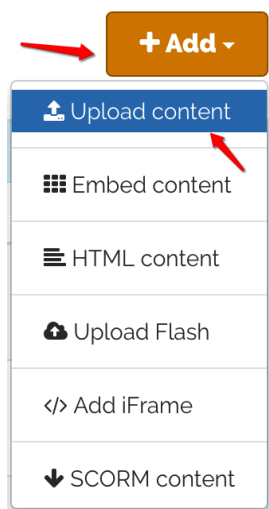 + Add
Upload content
Embed content
HTML content
Upload Flash
</> Add iFrame
SCORM content